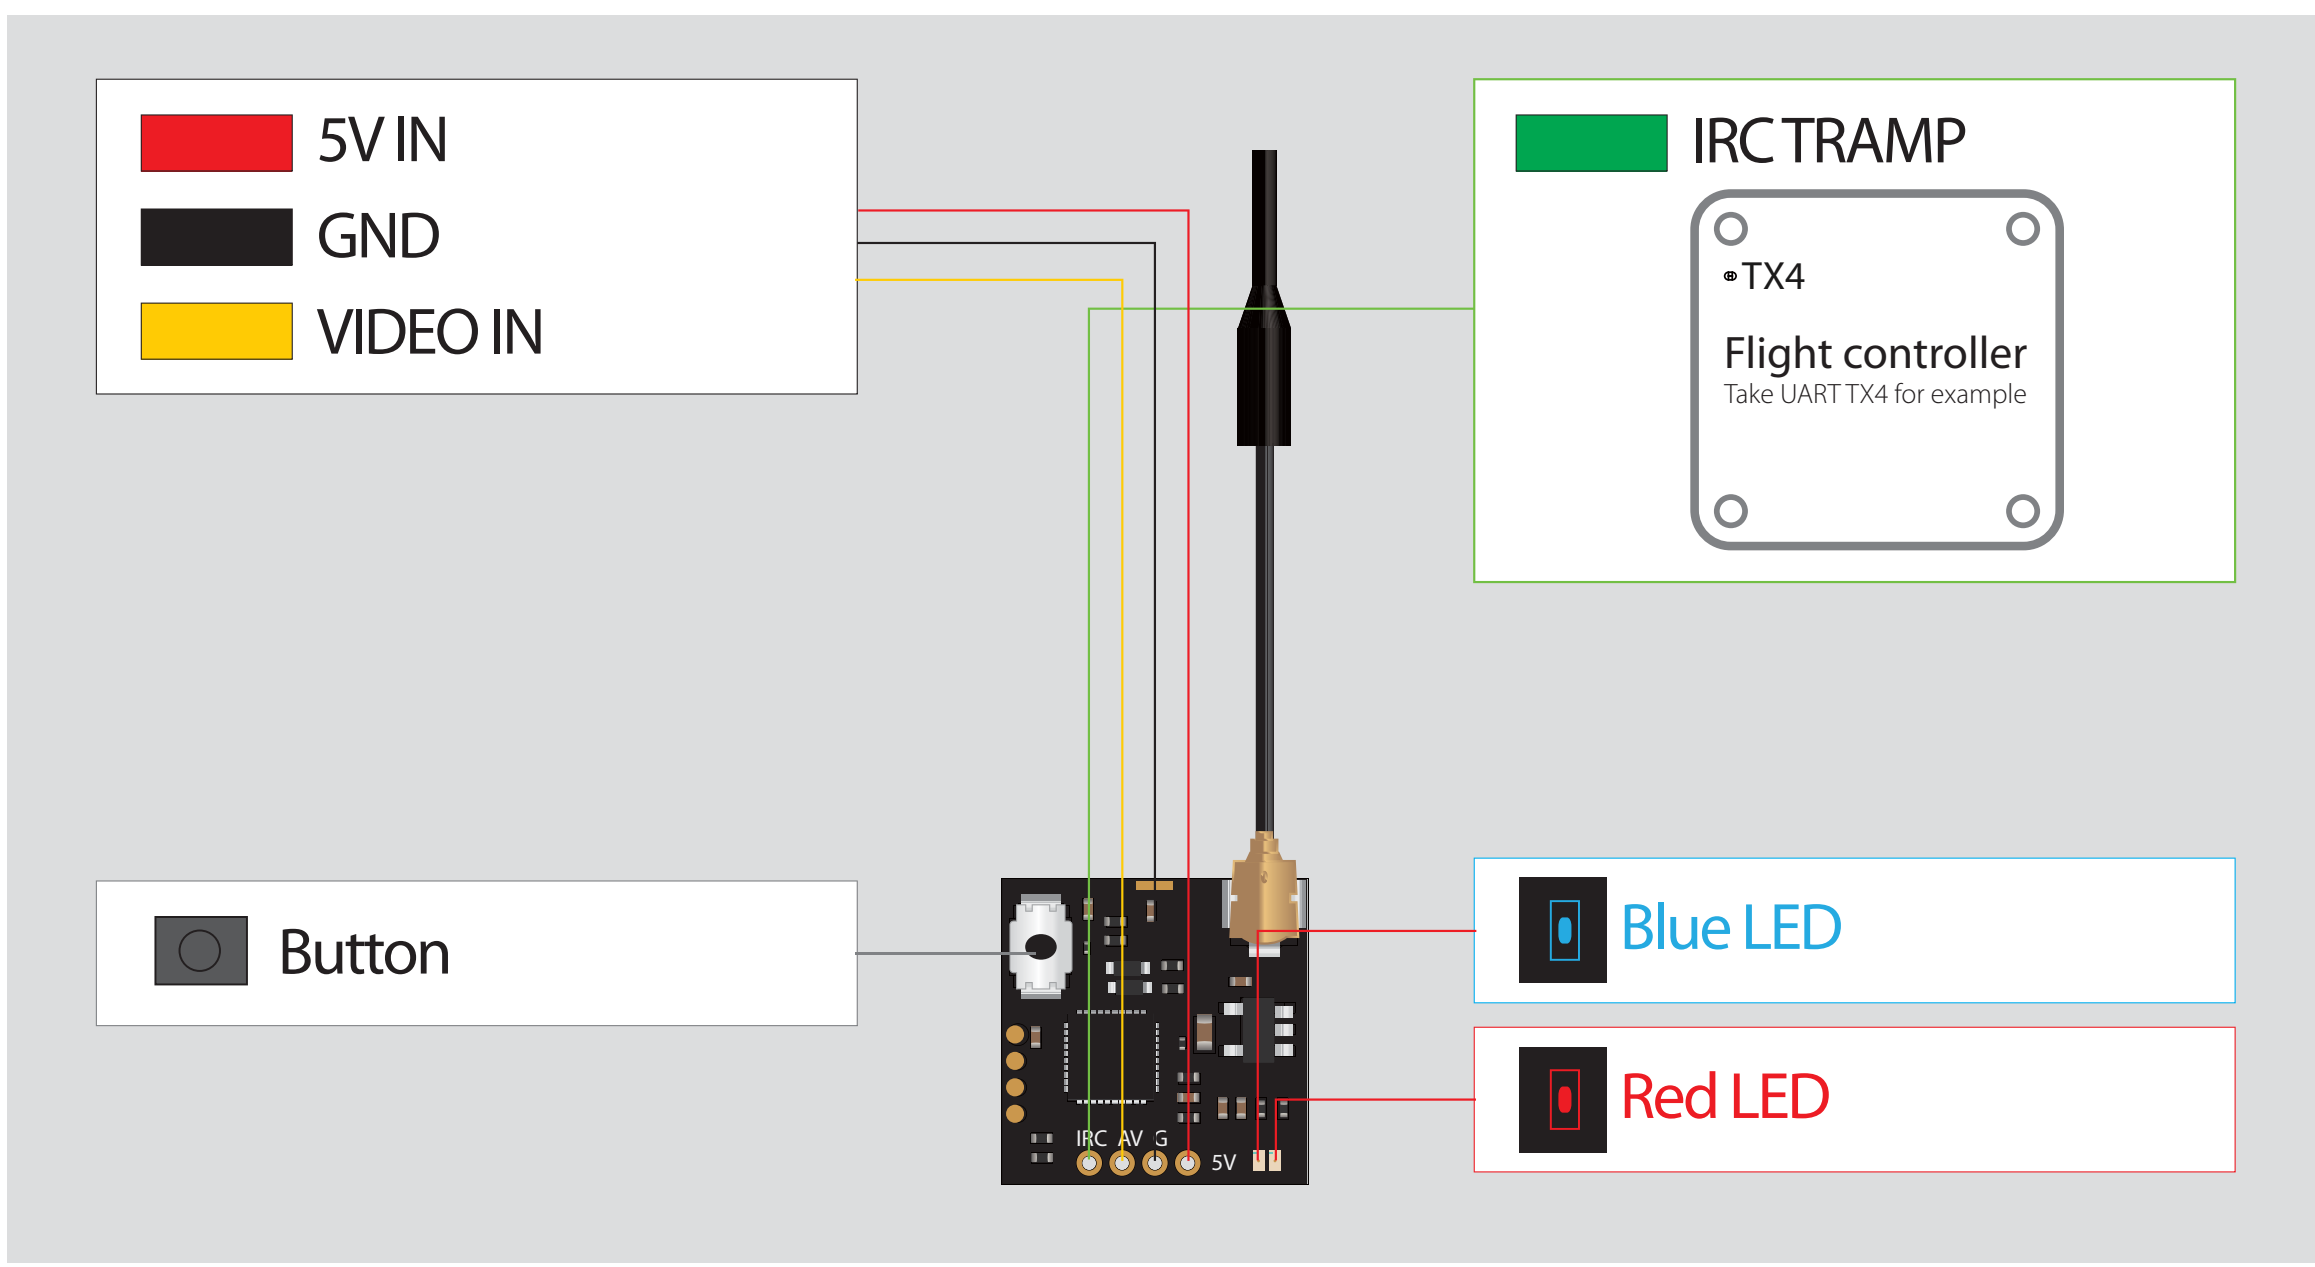 5V IN
GND
VIDEO IN
IRC TRAMP
TX4
Flight controller
Take UART TX4 for example
Button
Blue LED
Red LED
IRC AV G
5V